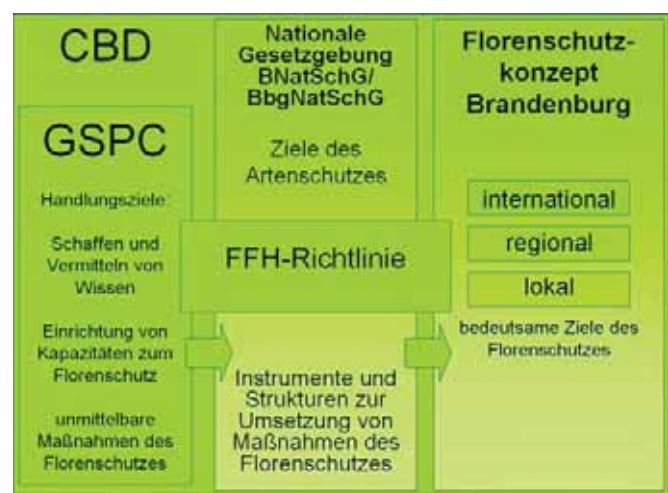 CBD
GSPC
Handlungsziele
Schaffen und
Vermitteln von
Wissen
Einrichtung von
Kapazitäten zum
Florenschutz
unmittelbare
Maßnahmen des
Florenschutzes
Nationale
Gesetzgebung
BNatSchG/
BbgNatSchG
Ziele des
Artenschutzes
FFH-Richtlinie
Instrumente und
Strukturen zur
Umsetzung von
Maßnahmen des
Florenschutzes
Florenschutz-
konzept
Brandenburg
international
regional
lokal
bedeutsame Ziele des
Florenschutzes